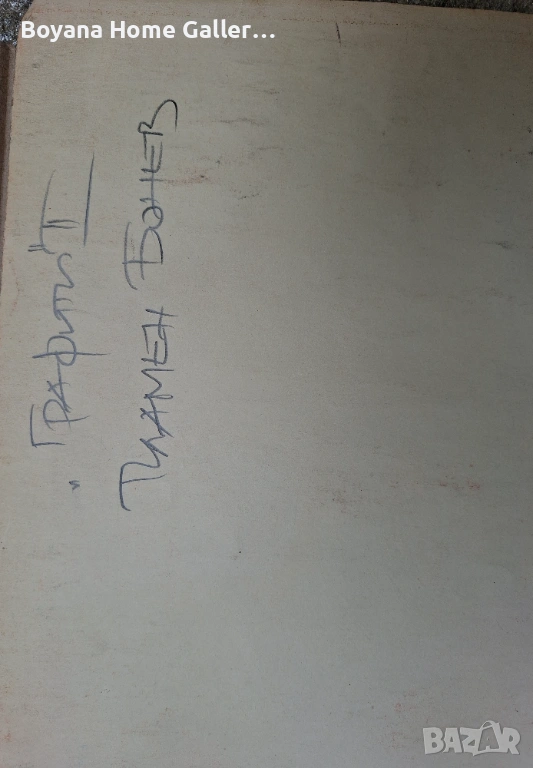 Boyana Home Galler...
"Графити" II
ПЛАМЕН БОНЕВ
BAZAR